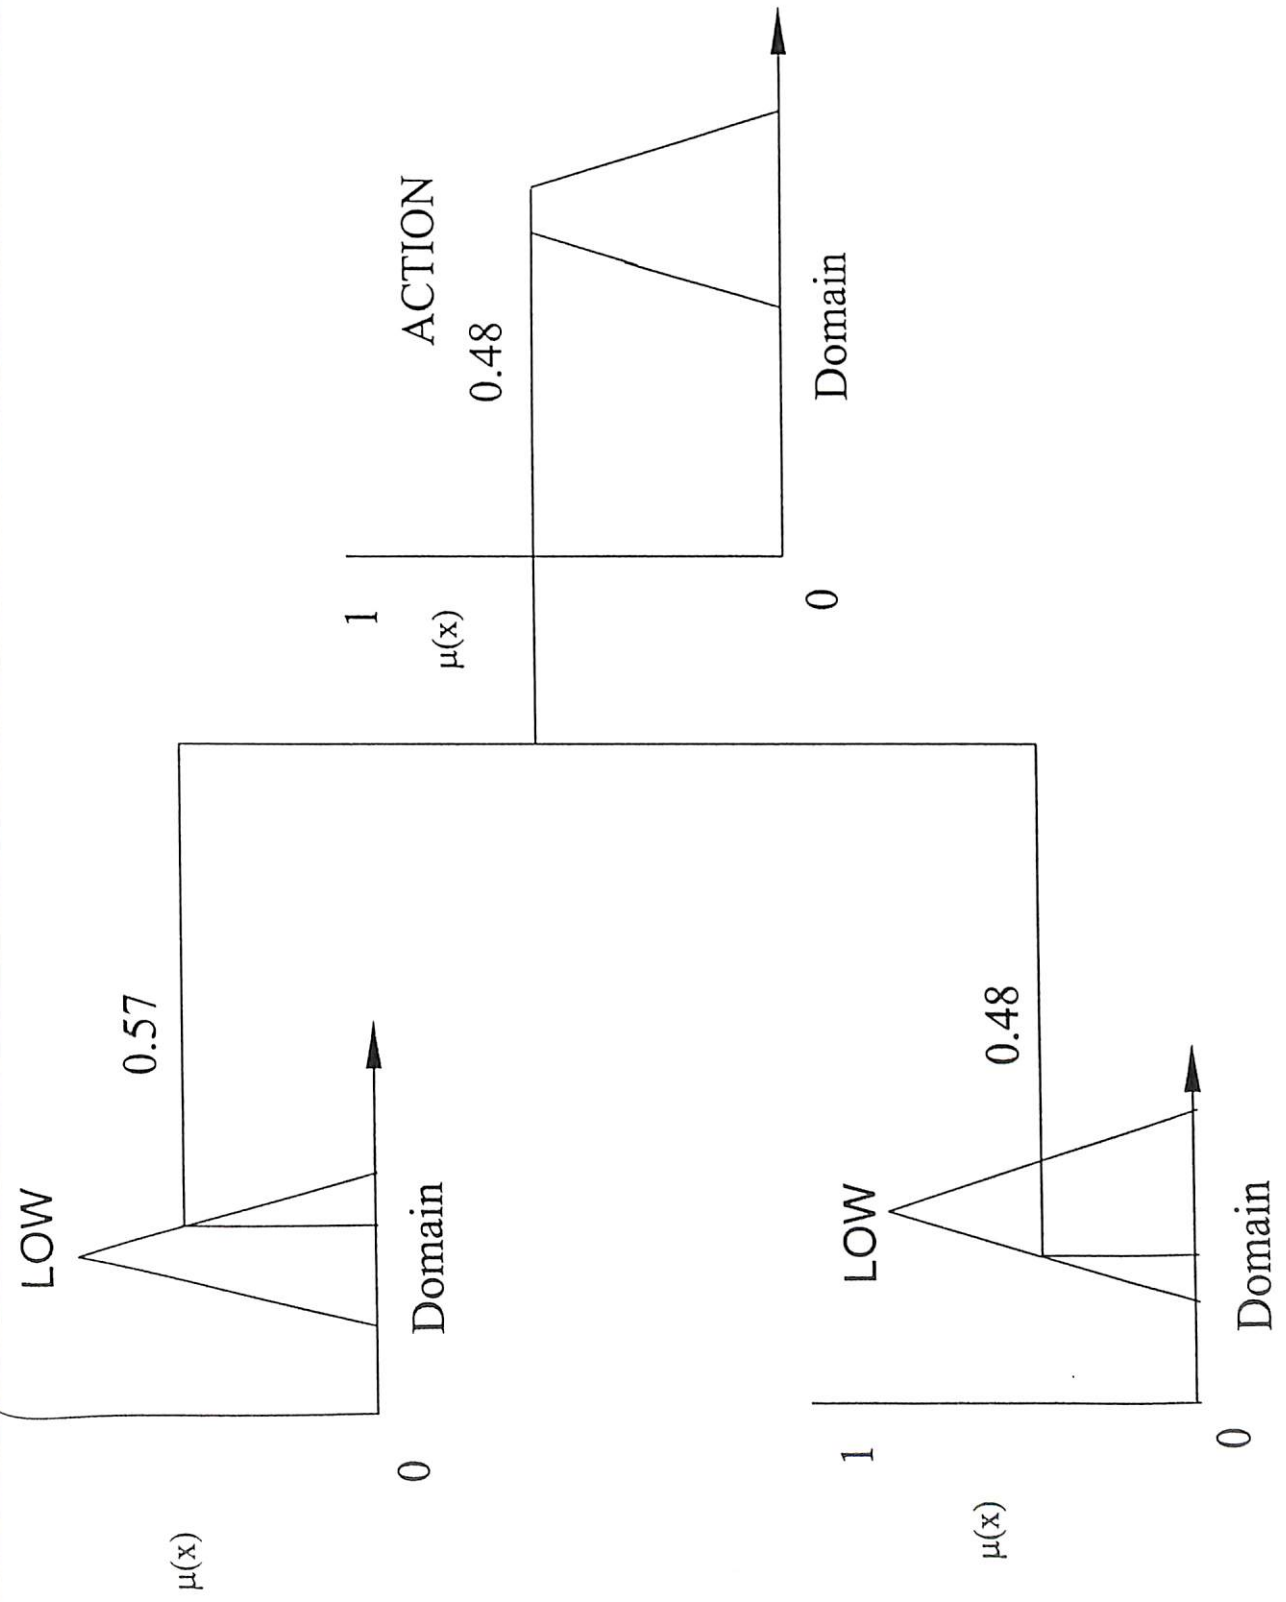 LOW
0.57
μ(x)
0
Domain
ACTION
0.48
1
μ(x)
0
Domain
LOW
0.48
1
μ(x)
0
Domain